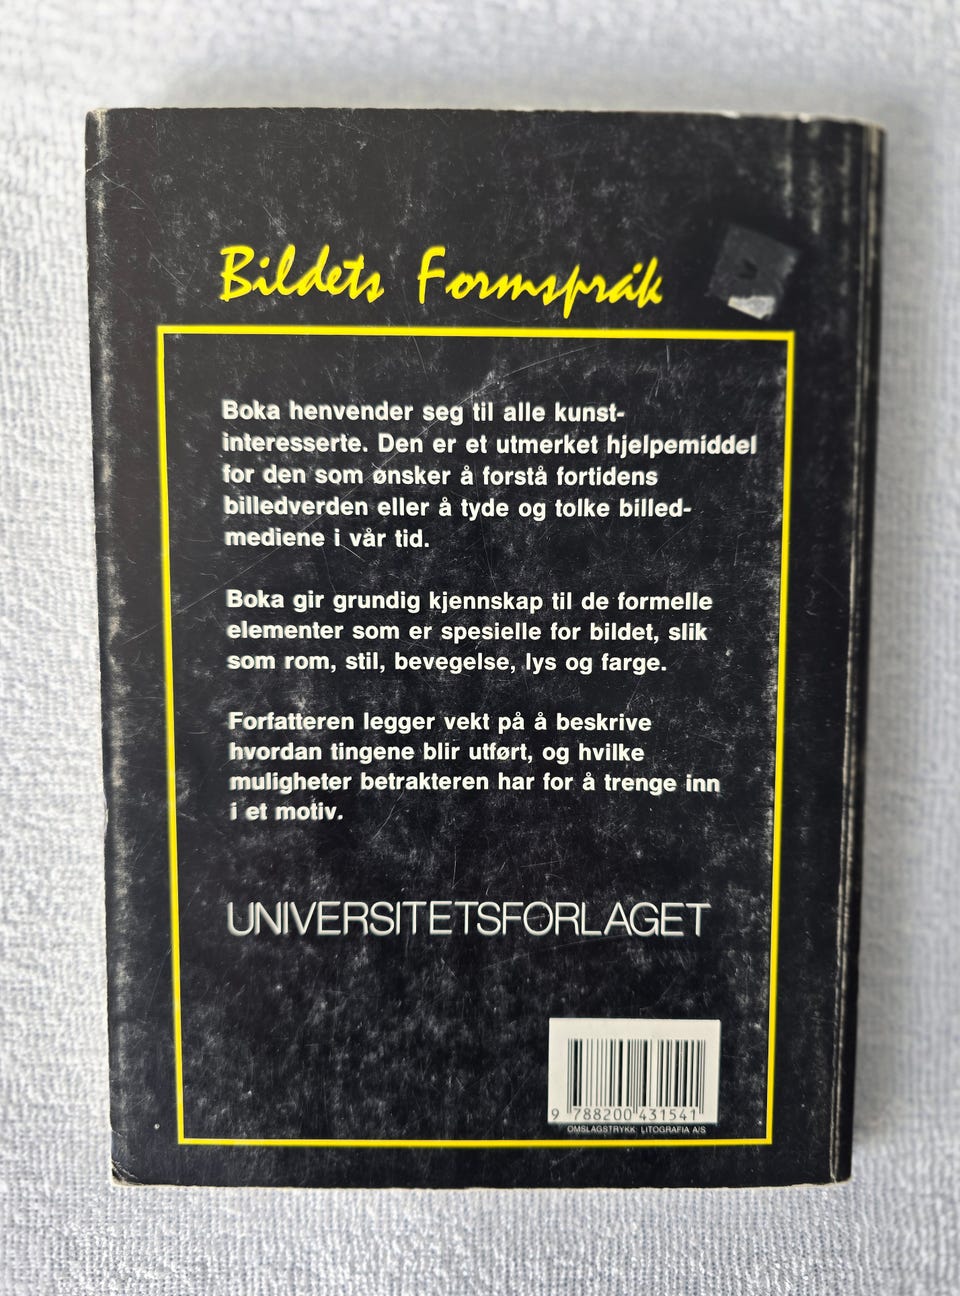 Bildets Formspråk
Boka henvender seg til alle kunst-
interesserte. Den er et utmerket hjelpemiddel
for den som ønsker å forstå fortidens
billedverden eller å tyde og tolke billed-
mediene i vår tid.
Boka gir grundig kjennskap til de formelle
elementer som er spesielle for bildet, slik
som rom, stil, bevegelse, lys og farge.
Forfatteren legger vekt på å beskrive
hvordan tingene blir utført, og hvilke
muligheter betrakteren har for å trenge inn
i et motiv.
UNIVERSITETSFORLAGET
9 788200 431541
OMSLAGSTRYKK: LITOGRAFIA A/S